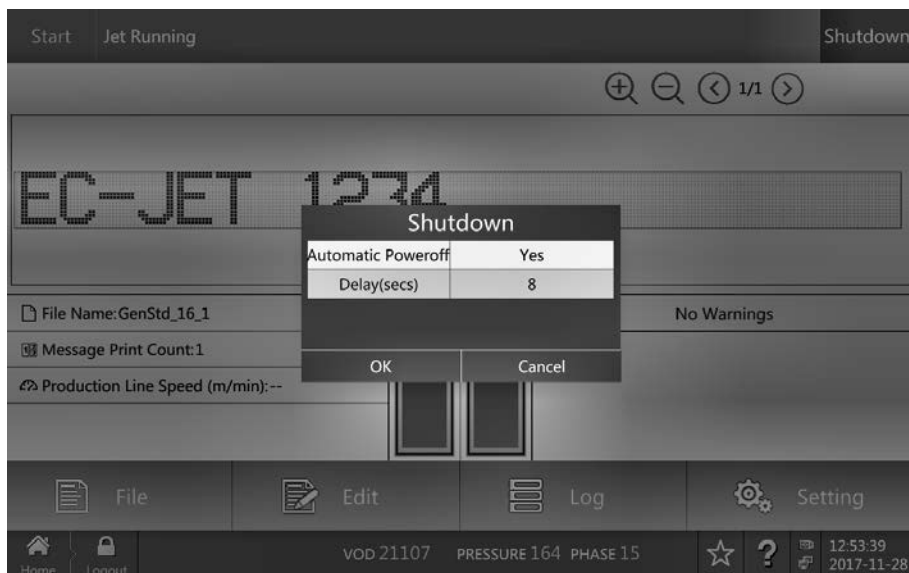 Start Jet Running Shutdown
1/1
EC-JET 1234
Shutdown
Automatic Poweroff Yes
Delay(secs) 8
File Name:GenStd_16_1 No Warnings
Message Print Count:1
OK Cancel
Production Line Speed (m/min):--
File Edit Log Setting
VOD 21107 PRESSURE 164 PHASE 15 12:53:39
Home Logout 2017-11-28